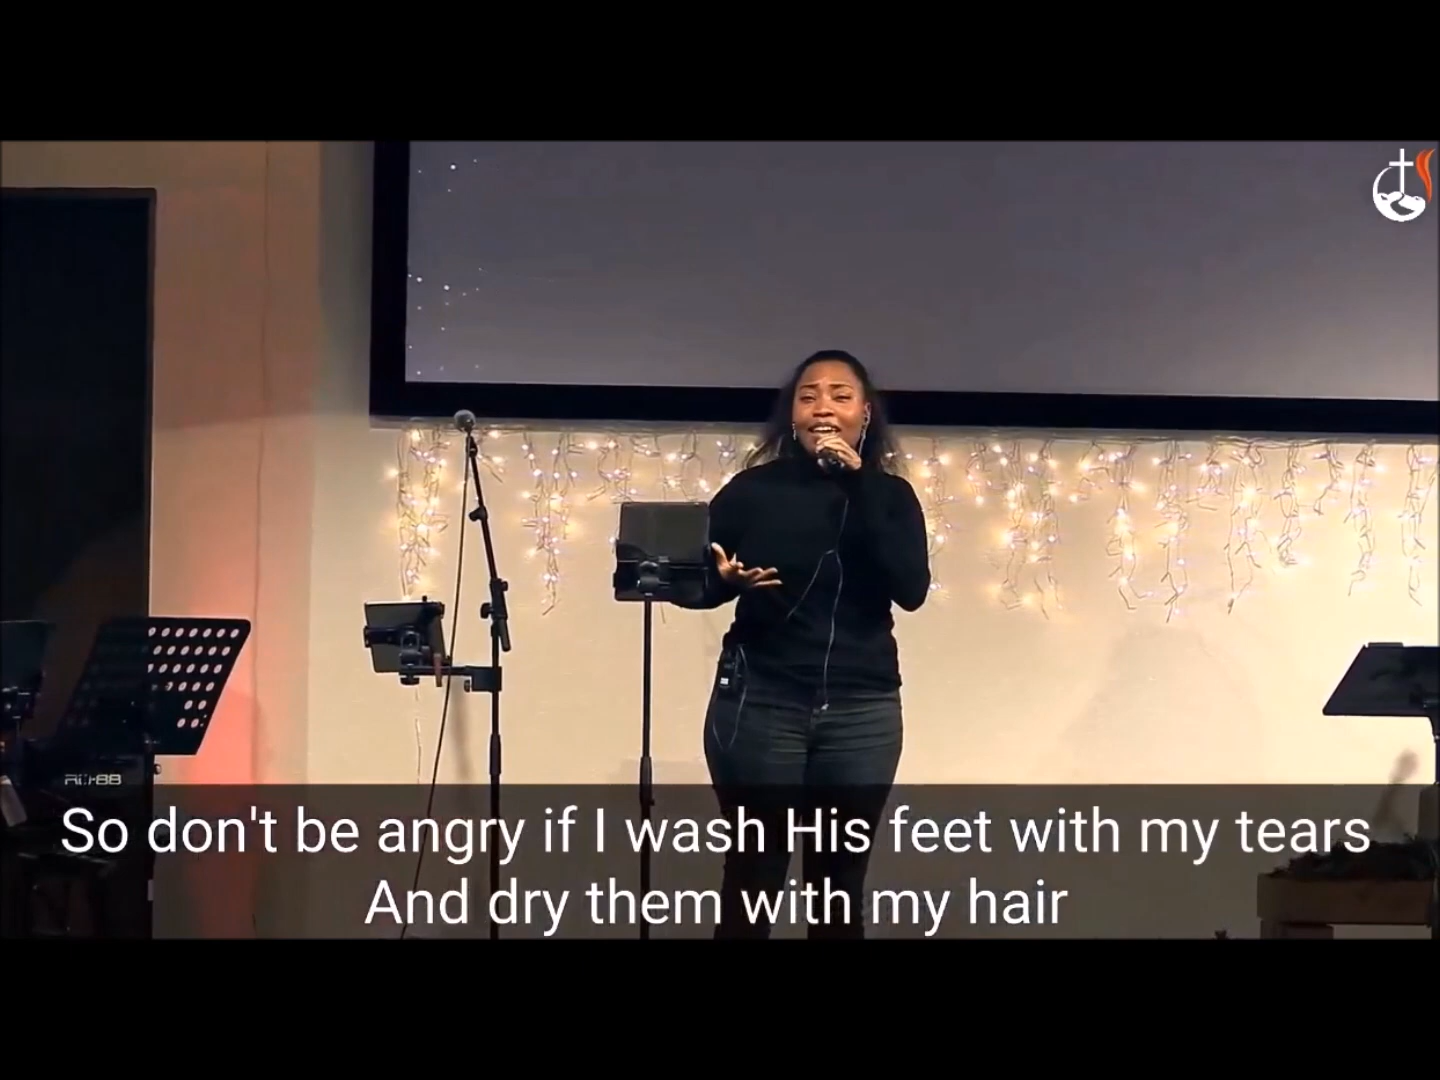 So don't be angry if I wash His feet with my tears
And dry them with my hair